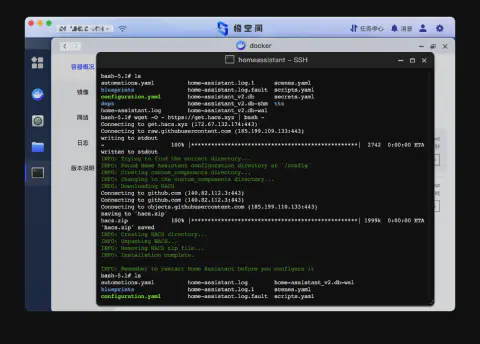 极空间
任务中心 消息
docker
容器概况
镜像
网络
日志
版本说明
homeassistant - SSH
bash-5.1# ls
automations.yaml home-assistant.log.1 scenes.yaml
blueprints home-assistant.log.fault scripts.yaml
configuration.yaml home-assistant_v2.db secrets.yaml
deps home-assistant_v2.db-shm tts
home-assistant.log home-assistant_v2.db-wal
bash-5.1# wget -O - https://get.hacs.xyz | bash -
Connecting to get.hacs.xyz (172.67.132.174:443)
Connecting to raw.githubusercontent.com (185.199.109.133:443)
writing to stdout
- 100% |************************************************| 2742 0:00:00 ETA
written to stdout
INFO: Trying to find the correct directory...
INFO: Found Home Assistant configuration directory at '/config'
INFO: Creating custom_components directory...
INFO: Changing to the custom_components directory...
INFO: Downloading HACS
Connecting to github.com (140.82.112.3:443)
Connecting to github.com (140.82.112.3:443)
Connecting to objects.githubusercontent.com (185.199.110.133:443)
saving to 'hacs.zip'
hacs.zip 100% |************************************************| 1999k 0:00:00 ETA
'hacs.zip' saved
INFO: Creating HACS directory...
INFO: Unpacking HACS...
INFO: Removing HACS zip file...
INFO: Installation complete.
INFO: Remember to restart Home Assistant before you configure it
bash-5.1# ls
automations.yaml home-assistant.log home-assistant_v2.db-wal
blueprints home-assistant.log.1 scenes.yaml
configuration.yaml home-assistant.log.fault scripts.yaml